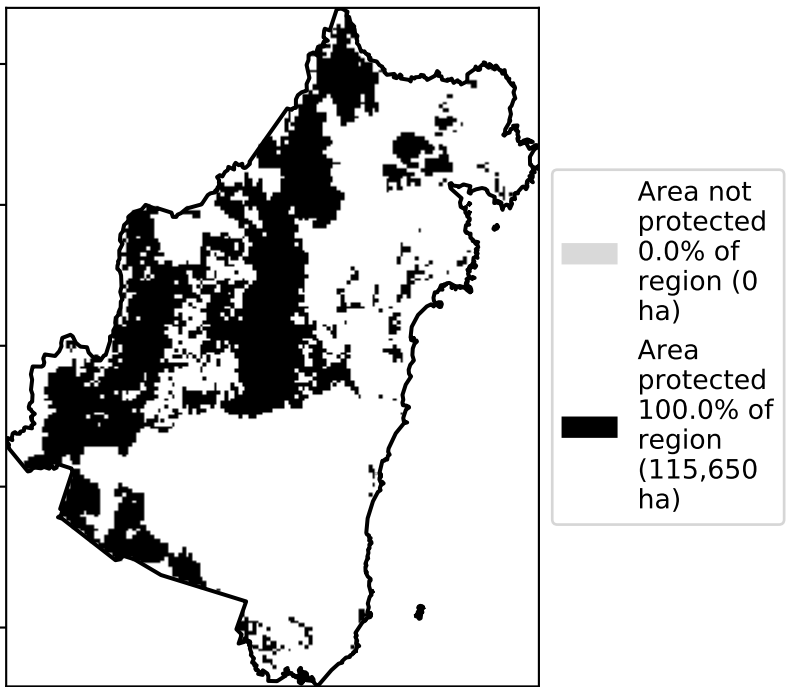 Area not
protected
0.0% of
region (0
ha)
Area
protected
100.0% of
region
(115,650
ha)